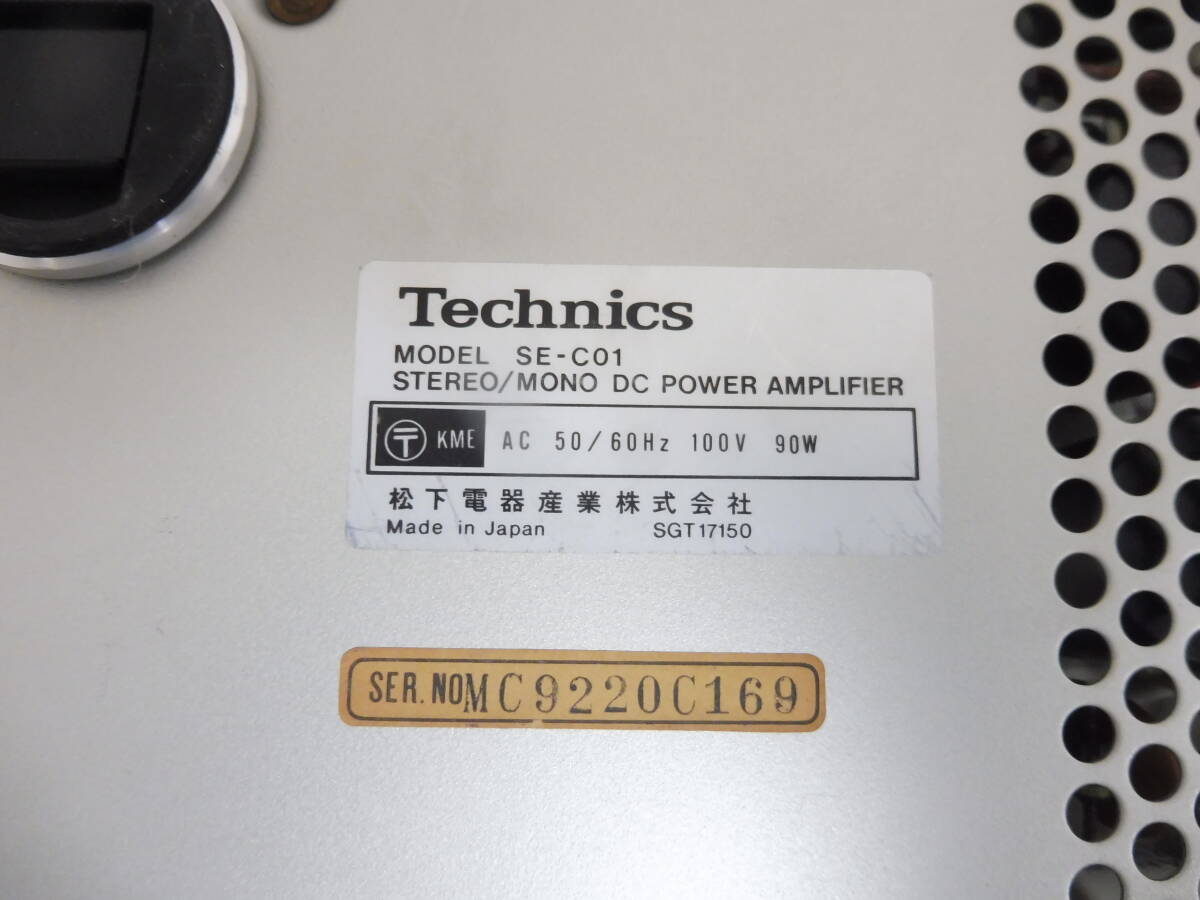 Technics
MODEL SE-C01
STEREO/MONO DC POWER AMPLIFIER
〒 KME AC 50/60Hz 100V 90W
松下電器産業株式会社
Made in Japan SGT17150
SER.NO MC9220C169